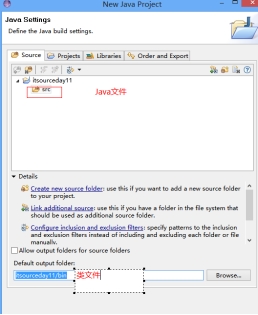 New Java Project
Java Settings
Define the Java build settings.
Source Projects Libraries Order and Export
itsourceday11
src
Java文件
Details
Create new source folder: use this if you want to add a new source folder
to your project.
Link additional source: use this if you have a folder in the file system that
should be used as additional source folder.
Configure inclusion and exclusion filters: specify patterns to the inclusion
and exclusion filters instead of including and excluding each folder or file
manually.
Allow output folders for source folders
Default output folder:
itsourceday11/bin 类文件 Browse...